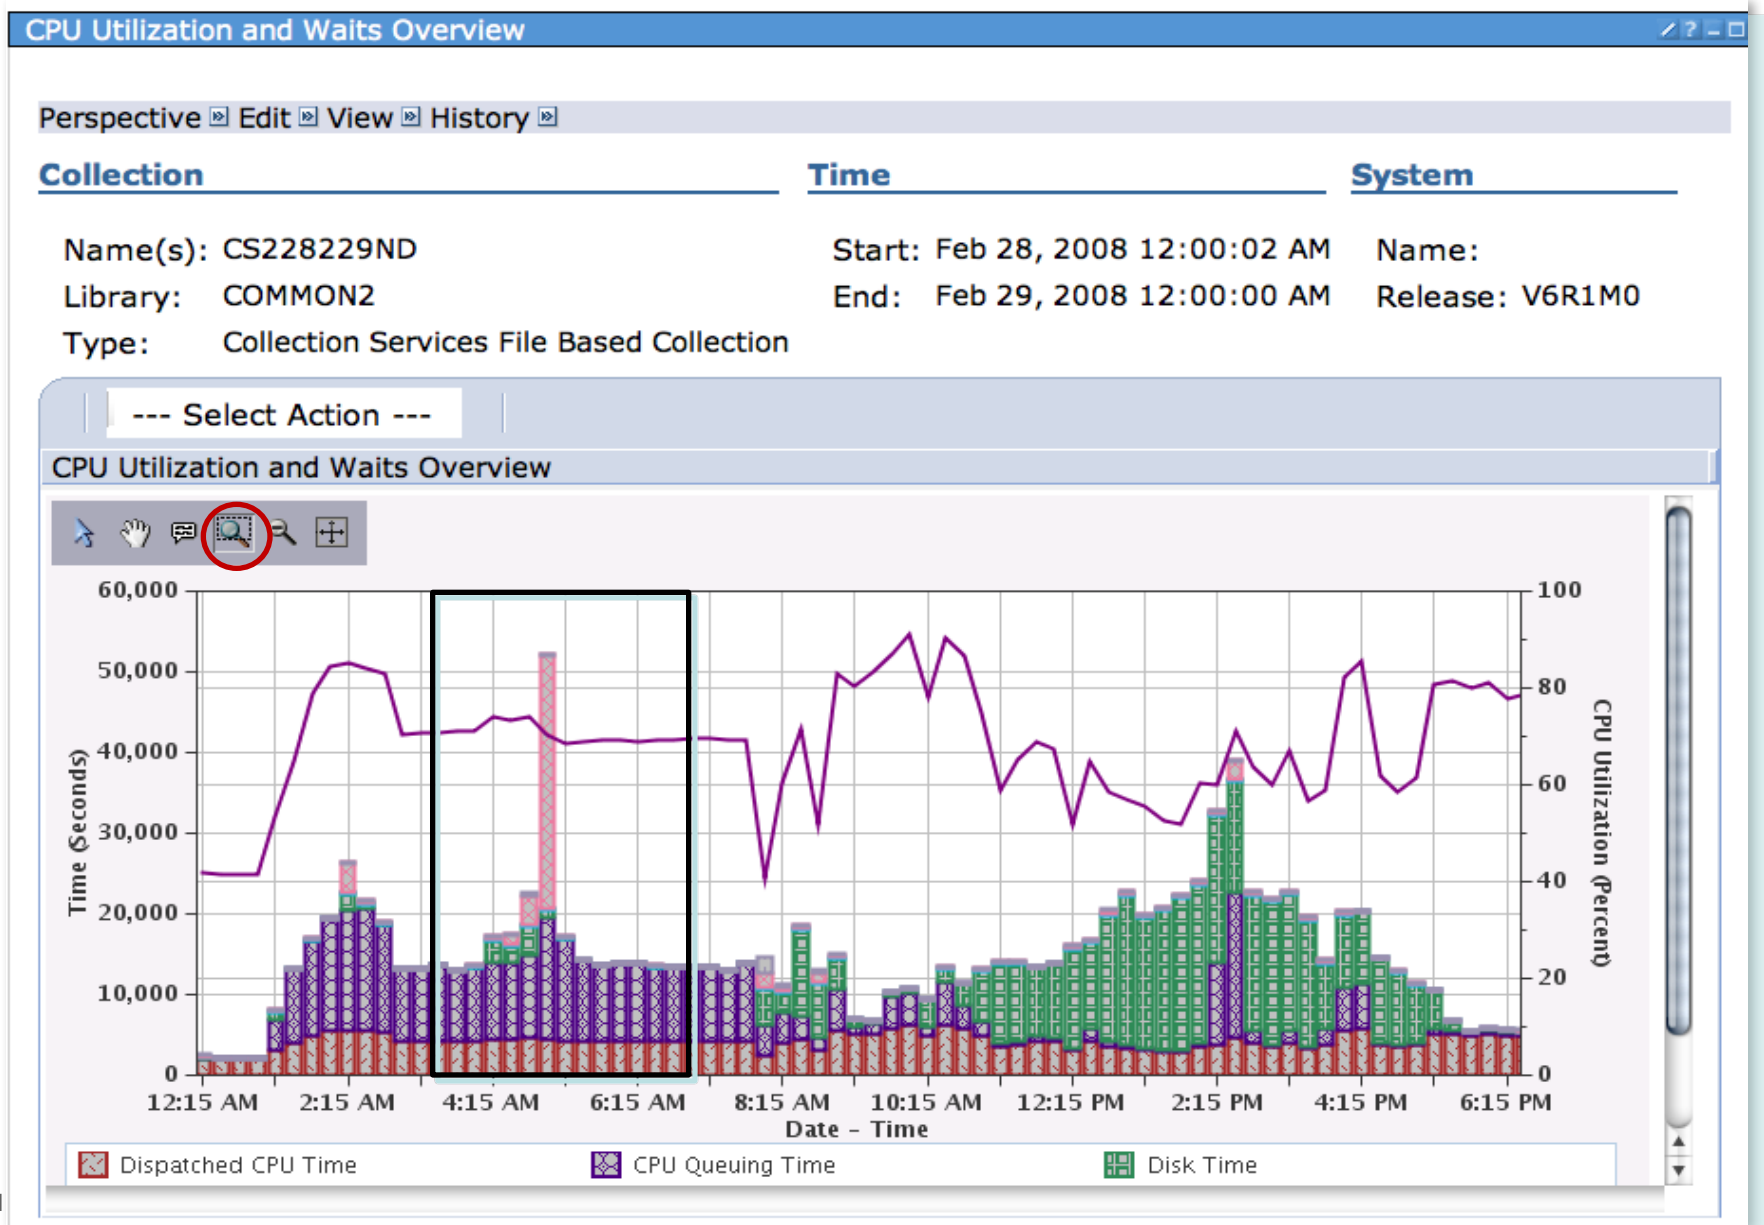 CPU Utilization and Waits Overview
Perspective Edit View History
Collection Time System
Name(s): CS228229ND Start: Feb 28, 2008 12:00:02 AM Name:
Library: COMMON2 End: Feb 29, 2008 12:00:00 AM Release: V6R1M0
Type: Collection Services File Based Collection
--- Select Action ---
CPU Utilization and Waits Overview
60,000
50,000
40,000
30,000
20,000
10,000
0
Time (Seconds)
100
80
60
40
20
0
CPU Utilization (Percent)
12:15 AM 2:15 AM 4:15 AM 6:15 AM 8:15 AM 10:15 AM 12:15 PM 2:15 PM 4:15 PM 6:15 PM
Date - Time
Dispatched CPU Time CPU Queuing Time Disk Time